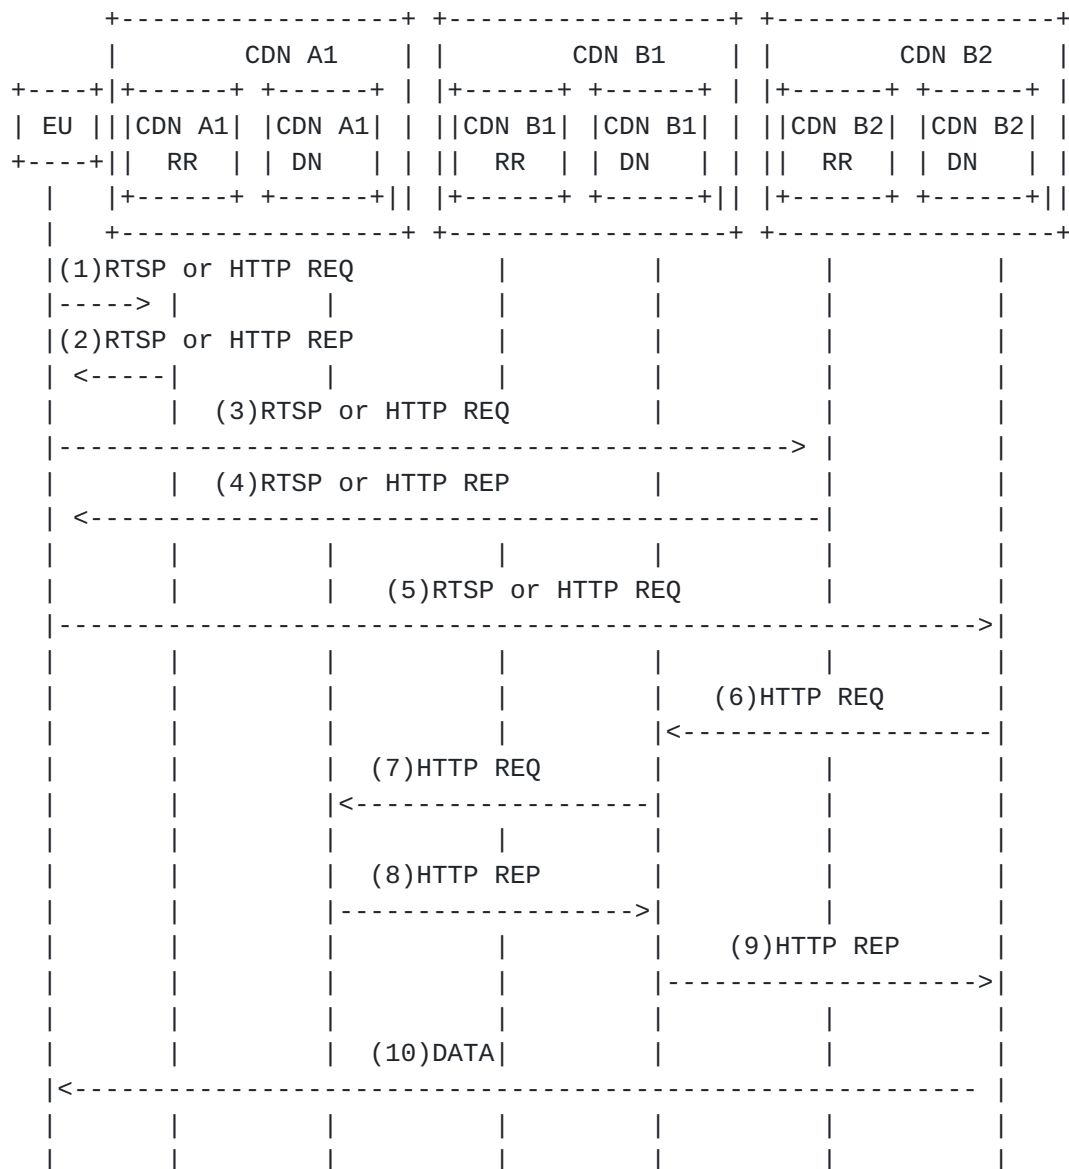 CDN A1 CDN B1 CDN B2
EU CDN A1 CDN A1 CDN B1 CDN B1 CDN B2 CDN B2
RR DN RR DN RR DN
(1)RTSP or HTTP REQ
(2)RTSP or HTTP REP
(3)RTSP or HTTP REQ
(4)RTSP or HTTP REP
(5)RTSP or HTTP REQ
(6)HTTP REQ
(7)HTTP REQ
(8)HTTP REP
(9)HTTP REP
(10)DATA